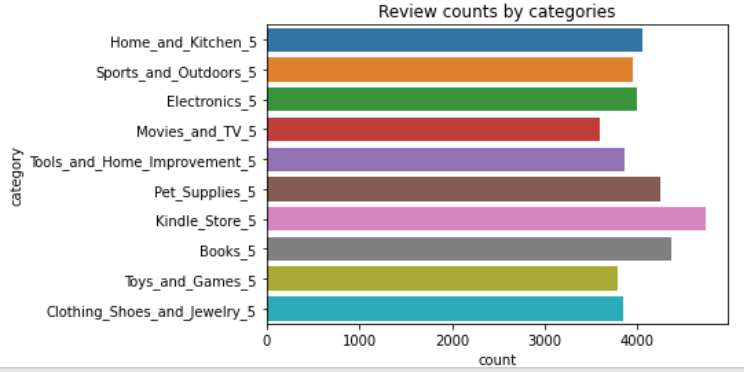 Review counts by categories
Home_and_Kitchen_5
Sports_and_Outdoors_5
Electronics_5
Movies_and_TV_5
Tools_and_Home_Improvement_5
Pet_Supplies_5
Kindle_Store_5
Books_5
Toys_and_Games_5
Clothing_Shoes_and_Jewelry_5
category
0 1000 2000 3000 4000
count